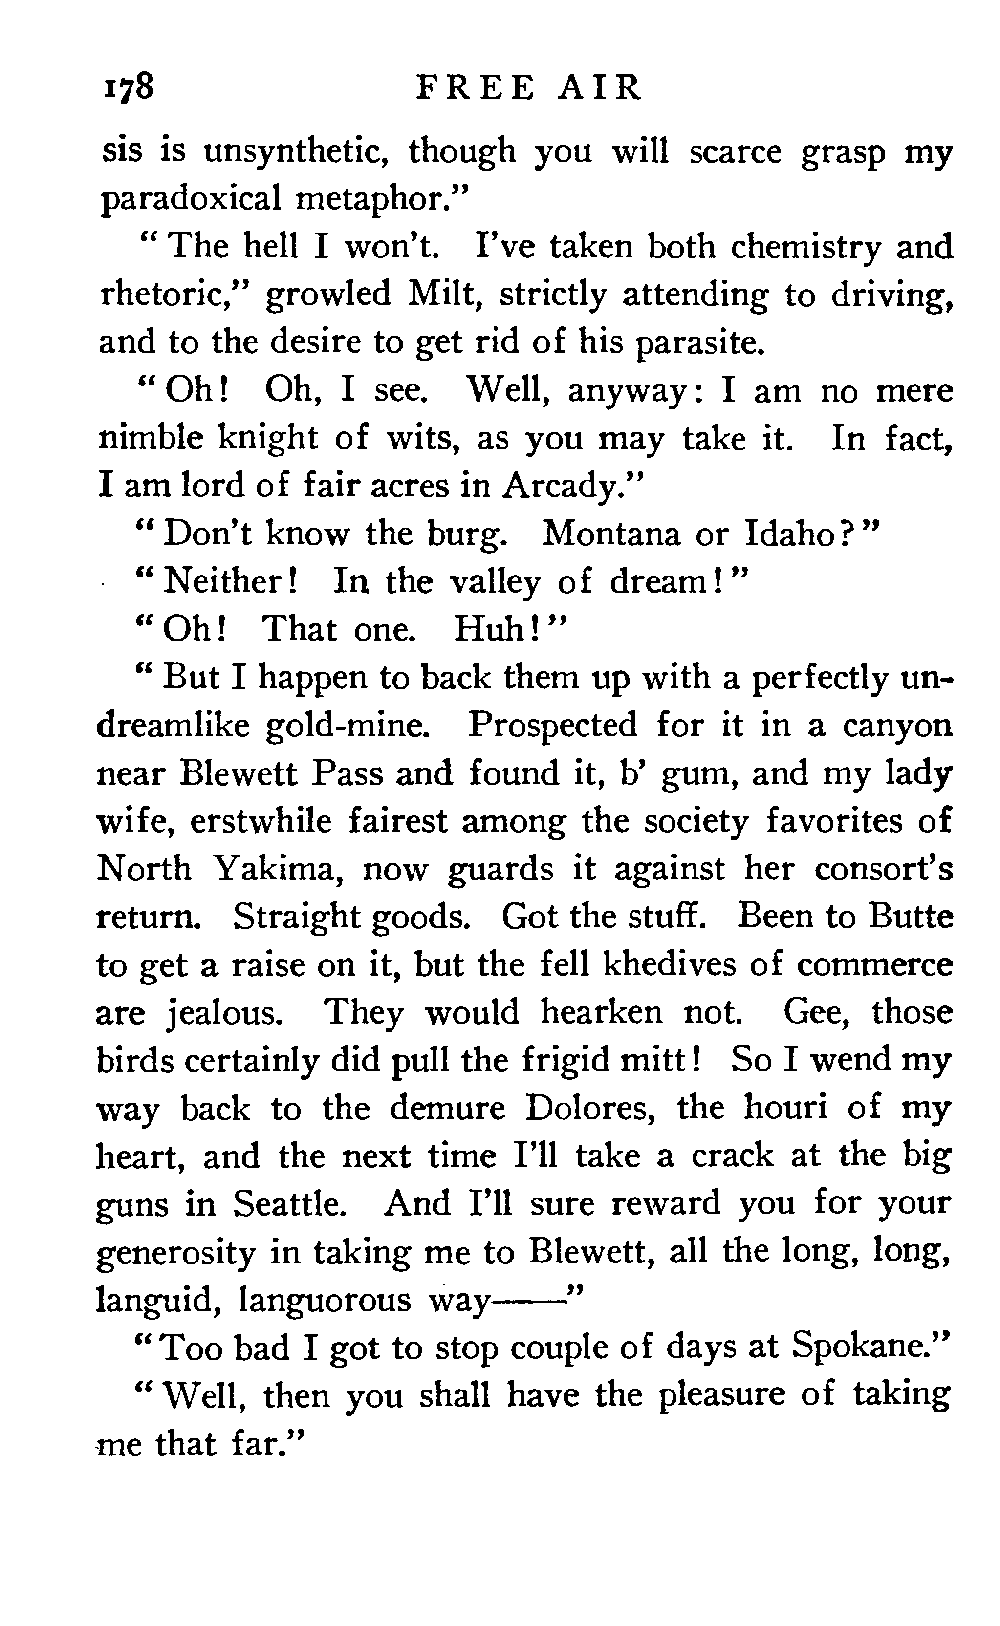 178 FREE AIR
sis is unsynthetic, though you will scarce grasp my
paradoxical metaphor."
" The hell I won't. I've taken both chemistry and
rhetoric," growled Milt, strictly attending to driving,
and to the desire to get rid of his parasite.
" Oh! Oh, I see. Well, anyway: I am no mere
nimble knight of wits, as you may take it. In fact,
I am lord of fair acres in Arcady."
" Don't know the burg. Montana or Idaho? "
" Neither! In the valley of dream! "
" Oh! That one. Huh! "
" But I happen to back them up with a perfectly un-
dreamlike gold-mine. Prospected for it in a canyon
near Blewett Pass and found it, b' gum, and my lady
wife, erstwhile fairest among the society favorites of
North Yakima, now guards it against her consort's
return. Straight goods. Got the stuff. Been to Butte
to get a raise on it, but the fell khedives of commerce
are jealous. They would hearken not. Gee, those
birds certainly did pull the frigid mitt! So I wend my
way back to the demure Dolores, the houri of my
heart, and the next time I'll take a crack at the big
guns in Seattle. And I'll sure reward you for your
generosity in taking me to Blewett, all the long, long,
languid, languorous way——"
" Too bad I got to stop couple of days at Spokane."
" Well, then you shall have the pleasure of taking
me that far."